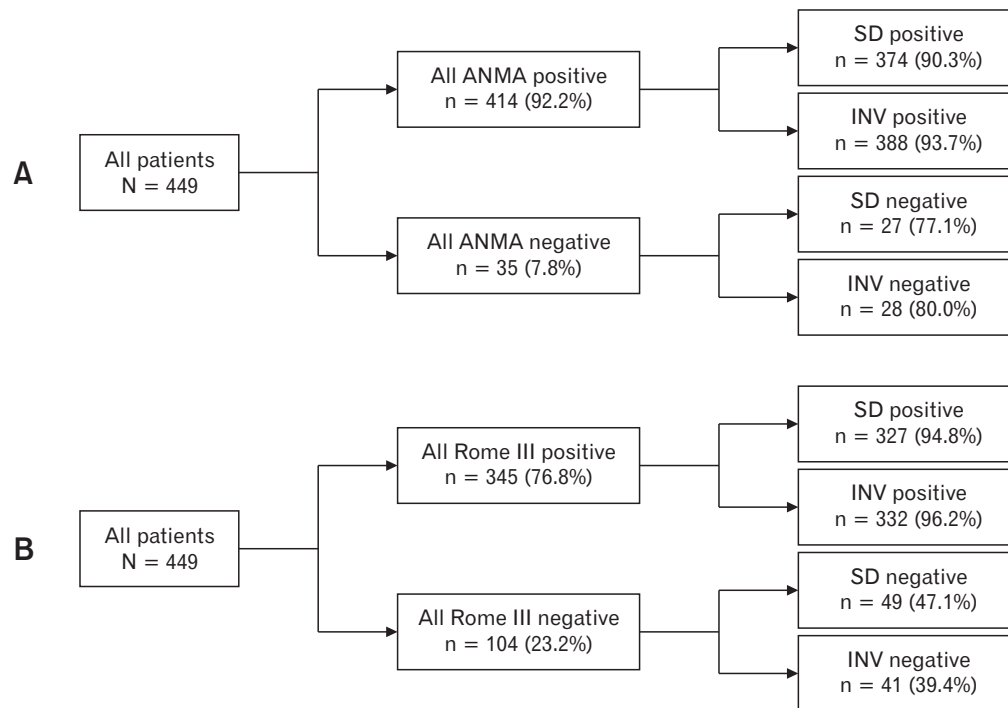 A
All patients
N = 449
All ANMA positive
n = 414 (92.2%)
SD positive
n = 374 (90.3%)
INV positive
n = 388 (93.7%)
All ANMA negative
n = 35 (7.8%)
SD negative
n = 27 (77.1%)
INV negative
n = 28 (80.0%)
B
All patients
N = 449
All Rome III positive
n = 345 (76.8%)
SD positive
n = 327 (94.8%)
INV positive
n = 332 (96.2%)
All Rome III negative
n = 104 (23.2%)
SD negative
n = 49 (47.1%)
INV negative
n = 41 (39.4%)